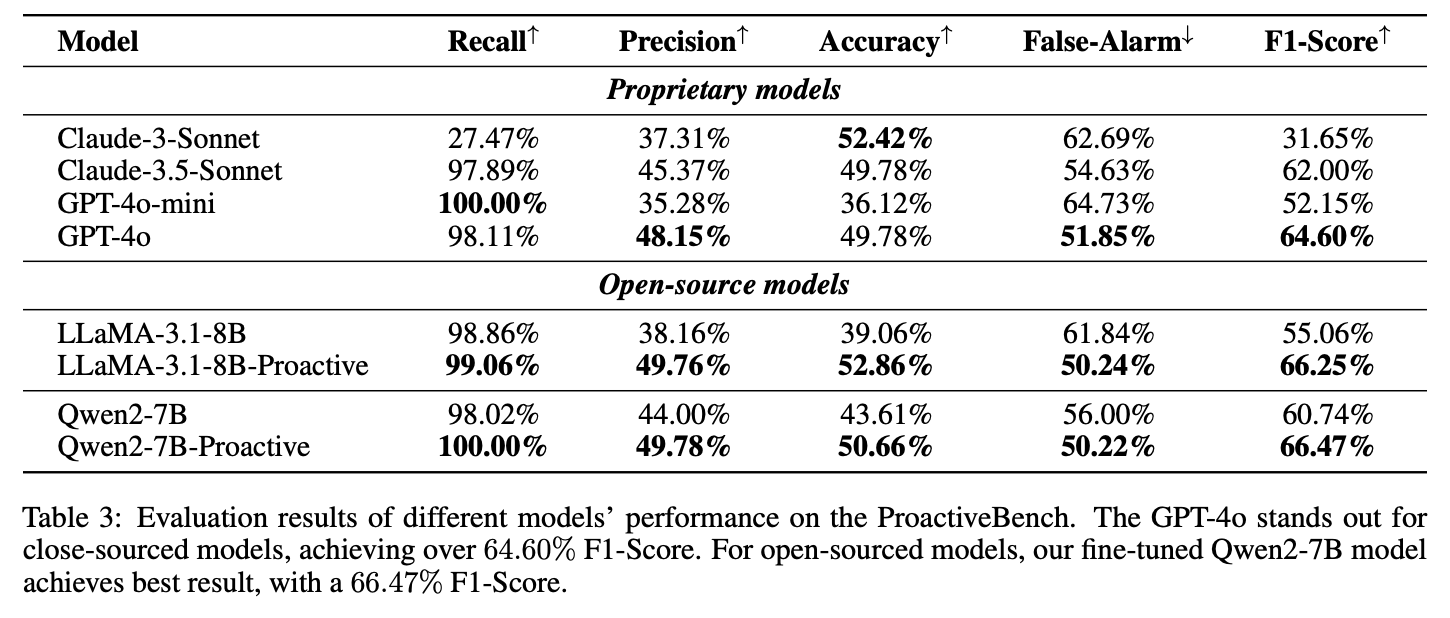 Model Recall↑ Precision↑ Accuracy↑ False-Alarm↓ F1-Score↑
Proprietary models
Claude-3-Sonnet 27.47% 37.31% 52.42% 62.69% 31.65%
Claude-3.5-Sonnet 97.89% 45.37% 49.78% 54.63% 62.00%
GPT-4o-mini 100.00% 35.28% 36.12% 64.73% 52.15%
GPT-4o 98.11% 48.15% 49.78% 51.85% 64.60%
Open-source models
LLaMA-3.1-8B 98.86% 38.16% 39.06% 61.84% 55.06%
LLaMA-3.1-8B-Proactive 99.06% 49.76% 52.86% 50.24% 66.25%
Qwen2-7B 98.02% 44.00% 43.61% 56.00% 60.74%
Qwen2-7B-Proactive 100.00% 49.78% 50.66% 50.22% 66.47%
Table 3: Evaluation results of different models’ performance on the ProactiveBench. The GPT-4o stands out for
close-sourced models, achieving over 64.60% F1-Score. For open-sourced models, our fine-tuned Qwen2-7B model
achieves best result, with a 66.47% F1-Score.